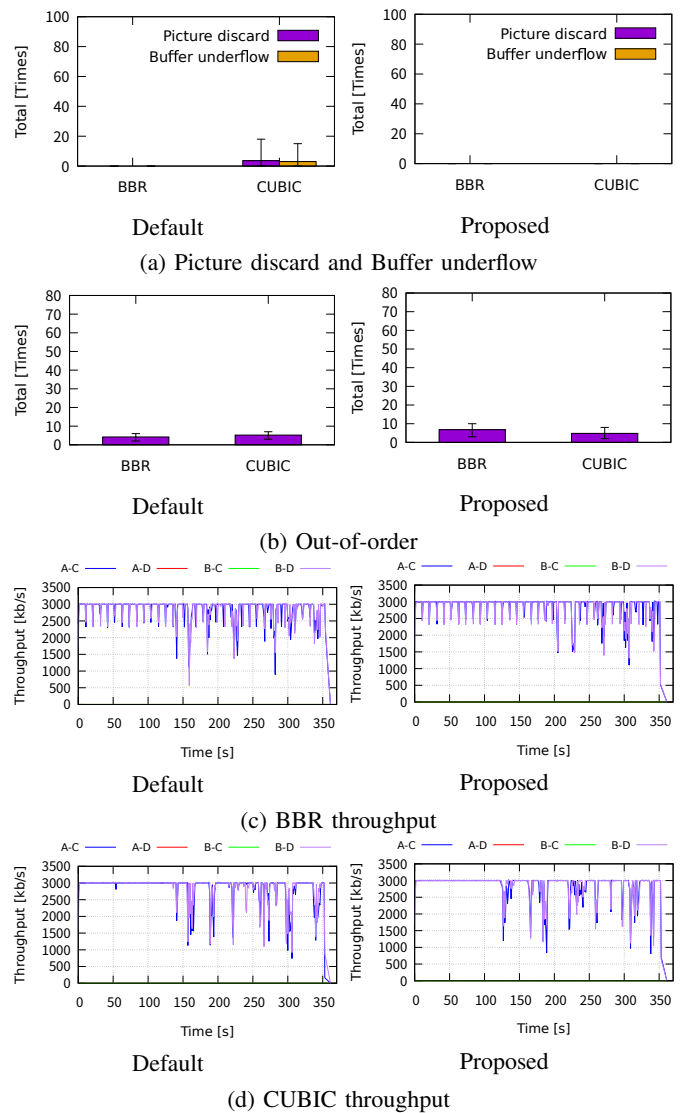 100
80
60
40
20
0
Total [Times]
Picture discard
Buffer underflow
BBR CUBIC
Default
100
80
60
40
20
0
Total [Times]
Picture discard
Buffer underflow
BBR CUBIC
Proposed
(a) Picture discard and Buffer underflow
80
70
60
50
40
30
20
10
0
Total [Times]
BBR CUBIC
Default
80
70
60
50
40
30
20
10
0
Total [Times]
BBR CUBIC
Proposed
(b) Out-of-order
A-C A-D B-C B-D
3500
3000
2500
2000
1500
1000
500
0
Throughput [kb/s]
0 50 100 150 200 250 300 350
Time [s]
Default
A-C A-D B-C B-D
3500
3000
2500
2000
1500
1000
500
0
Throughput [kb/s]
0 50 100 150 200 250 300 350
Time [s]
Proposed
(c) BBR throughput
A-C A-D B-C B-D
3500
3000
2500
2000
1500
1000
500
0
Throughput [kb/s]
0 50 100 150 200 250 300 350
Time [s]
Default
A-C A-D B-C B-D
3500
3000
2500
2000
1500
1000
500
0
Throughput [kb/s]
0 50 100 150 200 250 300 350
Time [s]
Proposed
(d) CUBIC throughput